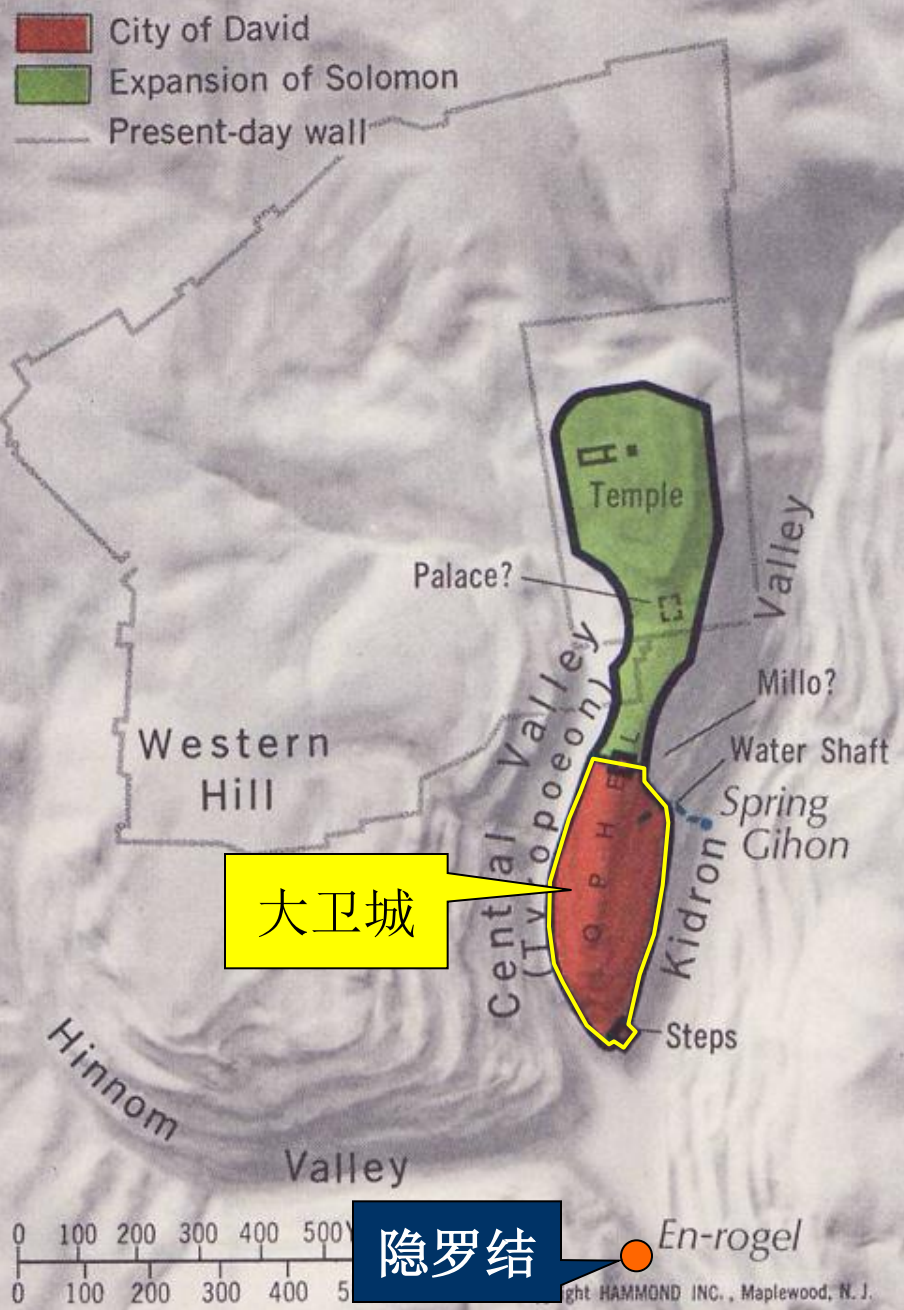 City of David
Expansion of Solomon
Present-day wall
Temple
Palace?
Valley
Millo?
Water Shaft
Spring
Gihon
Western
Hill
Central Valley
(Tyropoeon)
OPHEL
大卫城
Kidron
Steps
Hinnom
Valley
0 100 200 300 400 500
隐罗结
En-rogel
0 100 200 300 400
HAMMOND INC., Maplewood, N. J.